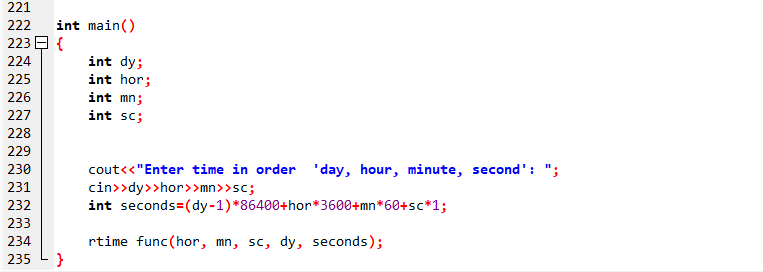 221
222 int main()
223 {
224 int dy;
225 int hor;
226 int mn;
227 int sc;
228
229
230 cout<<"Enter time in order  'day, hour, minute, second': ";
231 cin>>dy>>hor>>mn>>sc;
232 int seconds=(dy-1)*86400+hor*3600+mn*60+sc*1;
233
234 rtime func(hor, mn, sc, dy, seconds);
235 }